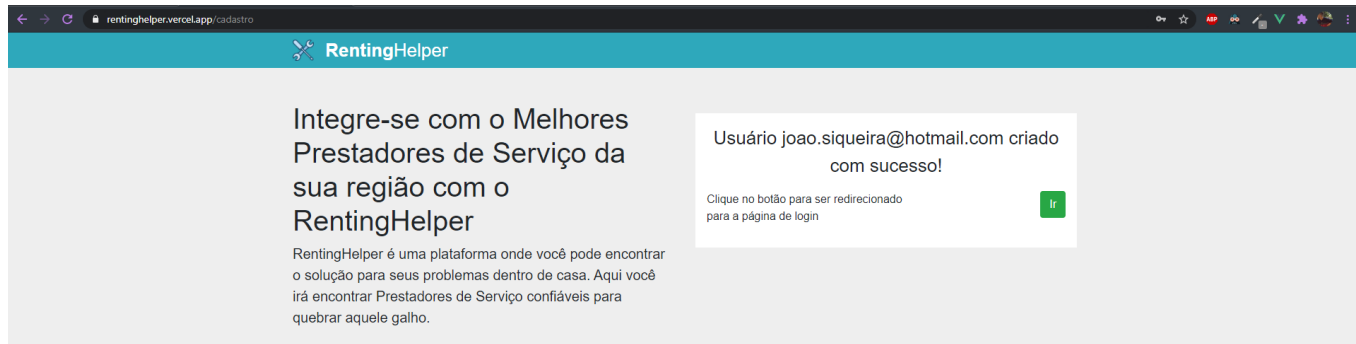 rentinghelper.vercel.app/cadastro
ABP
RentingHelper
Integre-se com o Melhores
Prestadores de Serviço da
sua região com o
RentingHelper
RentingHelper é uma plataforma onde você pode encontrar
o solução para seus problemas dentro de casa. Aqui você
irá encontrar Prestadores de Serviço confiáveis para
quebrar aquele galho.
Usuário joao.siqueira@hotmail.com criado
com sucesso!
Clique no botão para ser redirecionado
para a página de login
Ir